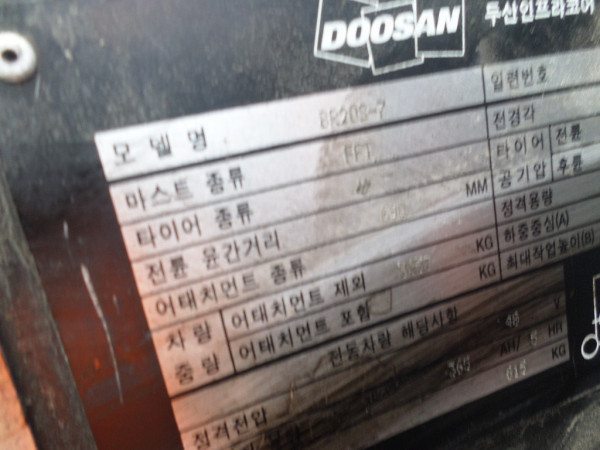 DOOSAN 두산인프라코어
모델명 BR20S-7 일련번호
마스트 종류 FFT 전경각
타이어 종류 타이어 전륜
전륜 윤간거리 MM 공기압 후륜
어태치먼트 종류 정격용량
차량 어태치먼트 제외 KG 하중중심(A)
중량 어태치먼트 포함 KG 최대작업높이(B)
전동차량 해당사항
정격전압 48 V
AH/ HR
KG